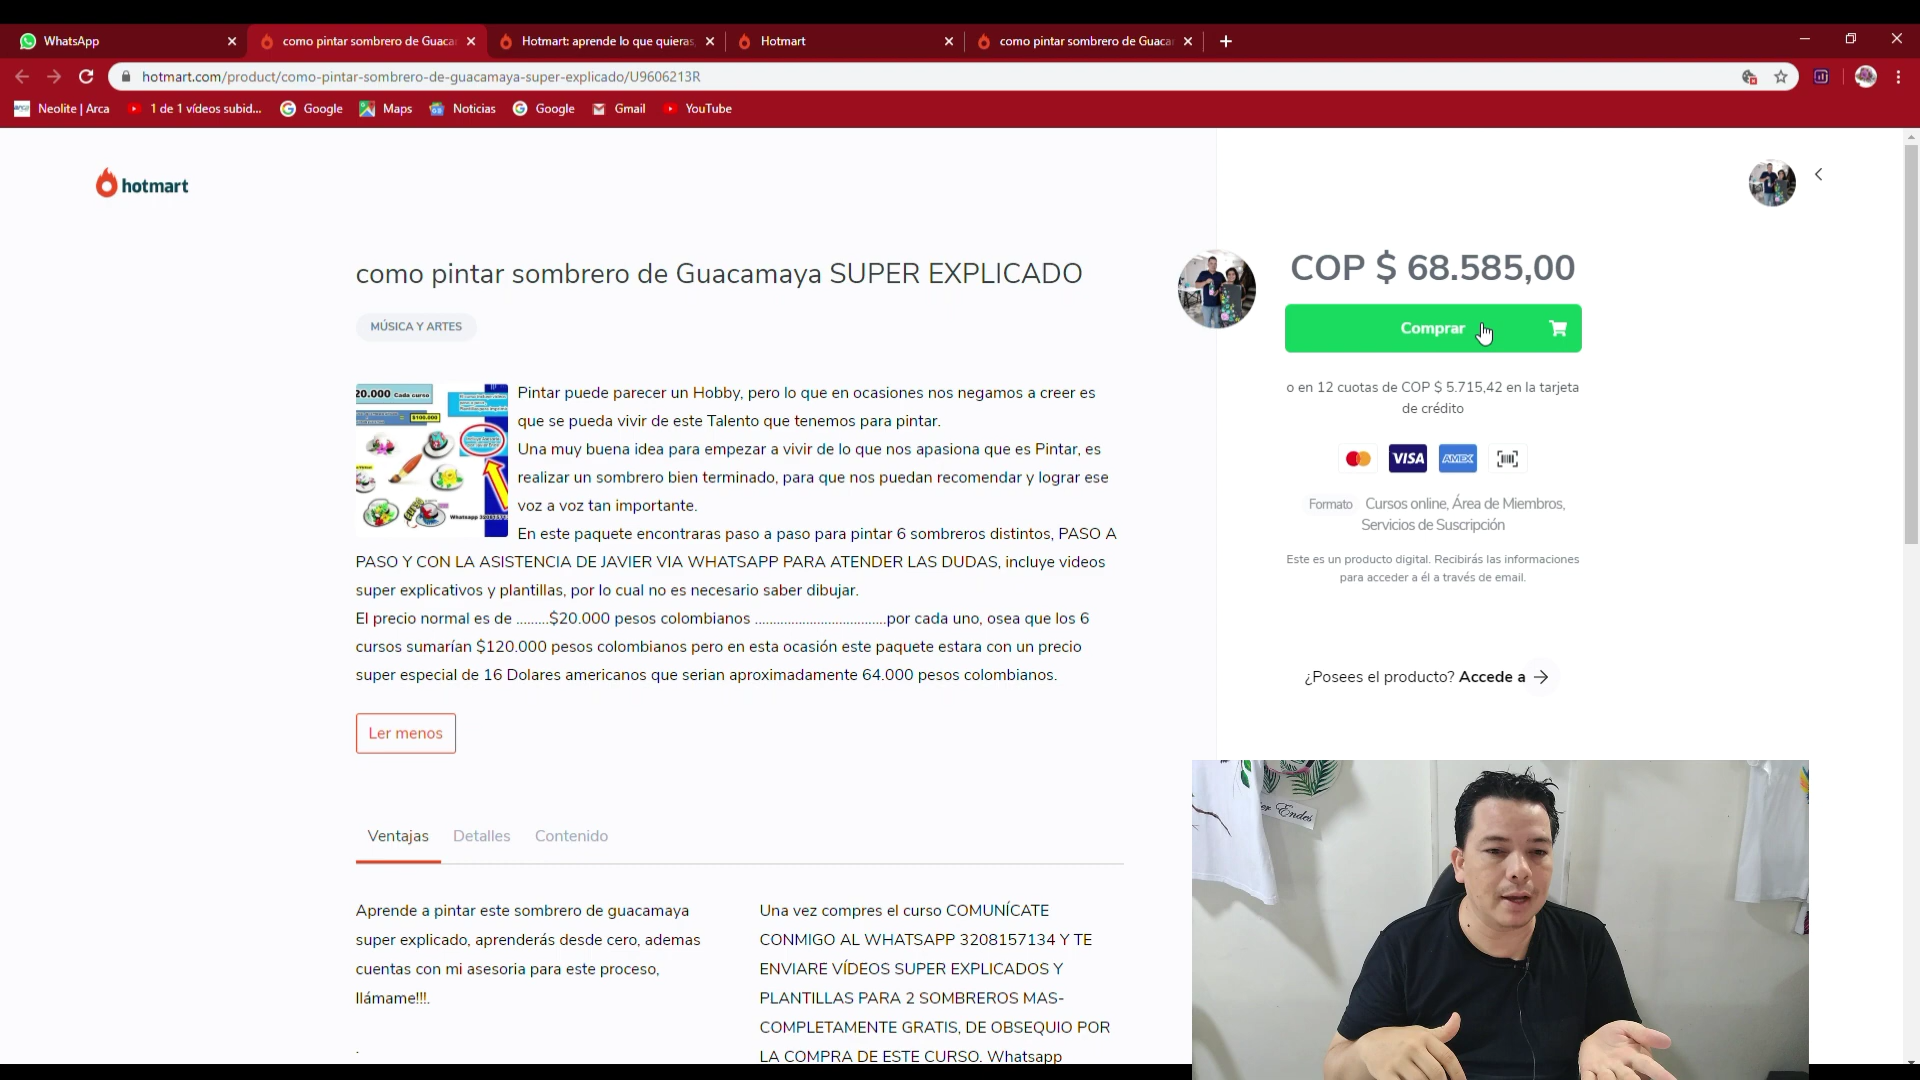 WhatsApp
como pintar sombrero de Guaca
Hotmart: aprende lo que quieras
Hotmart
como pintar sombrero de Guaca
hotmart.com/product/como-pintar-sombrero-de-guacamaya-super-explicado/U9606213R
Neolite | Arca
1 de 1 vídeos subid...
Google
Maps
Noticias
Google
Gmail
YouTube
hotmart
como pintar sombrero de Guacamaya SUPER EXPLICADO
MÚSICA Y ARTES
20.000 Cada curso
$100.000
Pintar puede parecer un Hobby, pero lo que en ocasiones nos negamos a creer es
que se pueda vivir de este Talento que tenemos para pintar.
Una muy buena idea para empezar a vivir de lo que nos apasiona que es Pintar, es
realizar un sombrero bien terminado, para que nos puedan recomendar y lograr ese
voz a voz tan importante.
En este paquete encontraras paso a paso para pintar 6 sombreros distintos, PASO A
PASO Y CON LA ASISTENCIA DE JAVIER VIA WHATSAPP PARA ATENDER LAS DUDAS, incluye videos
super explicativos y plantillas, por lo cual no es necesario saber dibujar.
El precio normal es de .........$20.000 pesos colombianos ..................................por cada uno, osea que los 6
cursos sumarían $120.000 pesos colombianos pero en esta ocasión este paquete estara con un precio
super especial de 16 Dolares americanos que serian aproximadamente 64.000 pesos colombianos.
Ler menos
Ventajas
Detalles
Contenido
Aprende a pintar este sombrero de guacamaya
super explicado, aprenderás desde cero, ademas
cuentas con mi asesoria para este proceso,
llámame!!!.
.
Una vez compres el curso COMUNÍCATE
CONMIGO AL WHATSAPP 3208157134 Y TE
ENVIARE VÍDEOS SUPER EXPLICADOS Y
PLANTILLAS PARA 2 SOMBREROS MAS-
COMPLETAMENTE GRATIS, DE OBSEQUIO POR
LA COMPRA DE ESTE CURSO. Whatsapp
COP $ 68.585,00
Comprar
o en 12 cuotas de COP $ 5.715,42 en la tarjeta
de crédito
VISA
AMEX
Formato Cursos online, Área de Miembros,
Servicios de Suscripción
Este es un producto digital. Recibirás las informaciones
para acceder a él a través de email.
¿Posees el producto? Accede a
er Endes